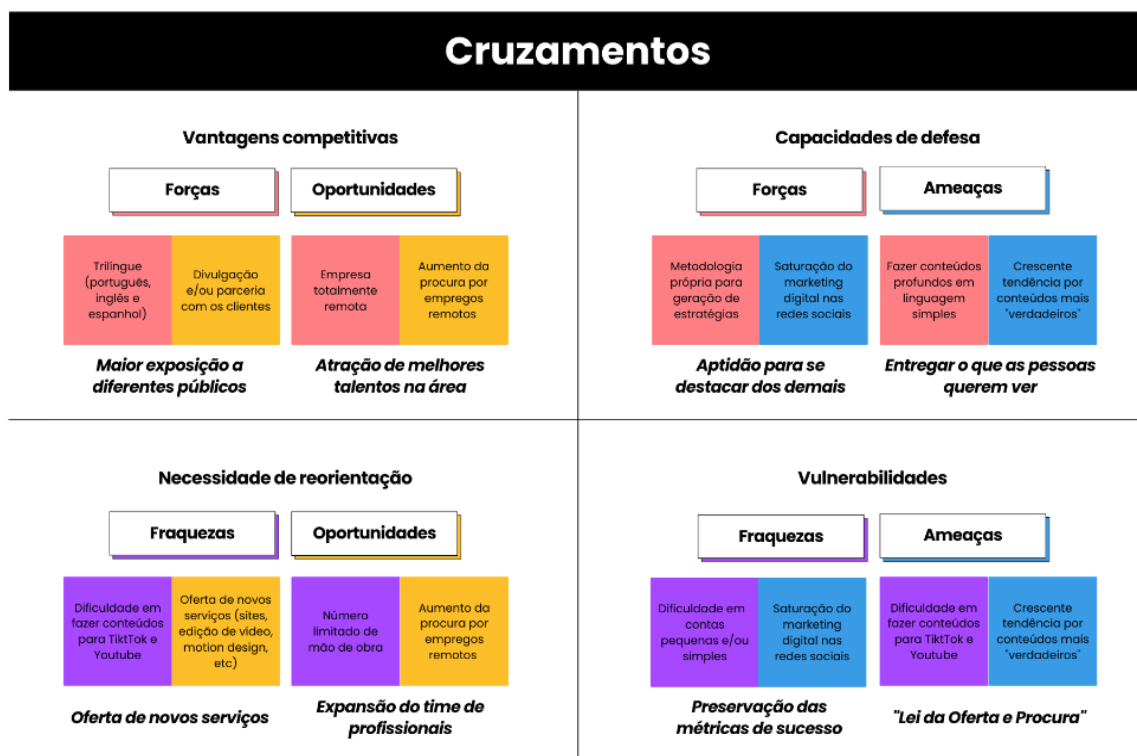 Cruzamentos
Vantagens competitivas
Forças
Oportunidades
Trilíngue
(português,
inglês e
espanhol)
Divulgação
e/ou parceria
com os clientes
Empresa
totalmente
remota
Aumento da
procura por
empregos
remotos
Maior exposição a
diferentes públicos
Atração de melhores
talentos na área
Capacidades de defesa
Forças
Ameaças
Metodologia
própria para
geração de
estratégias
Saturação do
marketing
digital nas
redes sociais
Fazer conteúdos
profundos em
linguagem
simples
Crescente
tendência por
conteúdos mais
"verdadeiros"
Aptidão para se
destacar dos demais
Entregar o que as pessoas
querem ver
Necessidade de reorientação
Fraquezas
Oportunidades
Dificuldade em
fazer conteúdos
para TiktTok e
Youtube
Oferta de novos
serviços (sites,
edição de vídeo,
motion design,
etc)
Número
limitado de
mão de obra
Aumento da
procura por
empregos
remotos
Oferta de novos serviços
Expansão do time de
profissionais
Vulnerabilidades
Fraquezas
Ameaças
Dificuldade em
contas
pequenas e/ou
simples
Saturação do
marketing
digital nas
redes sociais
Dificuldade em
fazer conteúdos
para TiktTok e
Youtube
Crescente
tendência por
conteúdos mais
"verdadeiros"
Preservação das
métricas de sucesso
"Lei da Oferta e Procura"